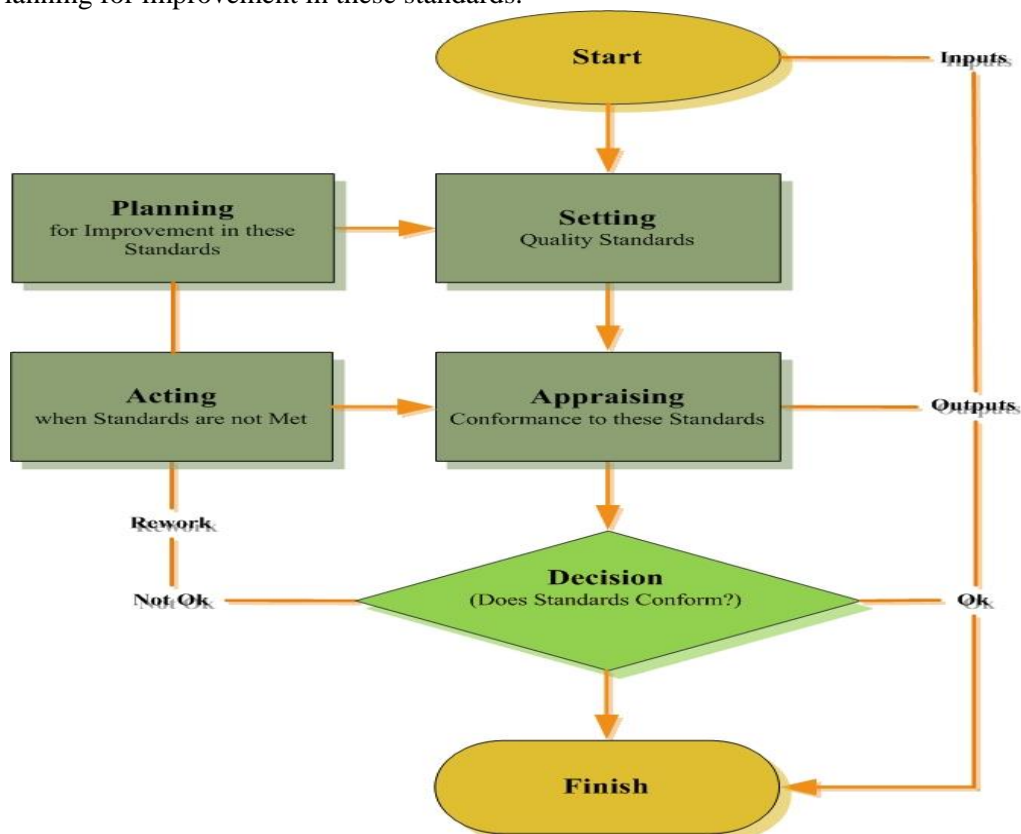 lanning for Improvement in these standards.
Start
Inputs
Planning
for Improvement in these
Standards
Setting
Quality Standards
Acting
when Standards are not Met
Appraising
Conformance to these Standards
Outputs
Rework
Decision
(Does Standards Conform?)
Not Ok
Ok
Finish